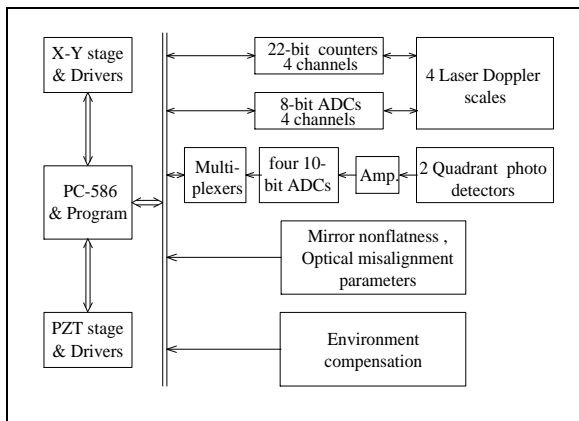 X-Y stage
& Drivers
22-bit counters
4 channels
4 Laser Doppler
scales
8-bit ADCs
4 channels
PC-586
& Program
Multi-
plexers
four 10-
bit ADCs
Amp.
2 Quadrant photo
detectors
Mirror nonflatness ,
Optical misalignment
parameters
PZT stage
& Drivers
Environment
compensation